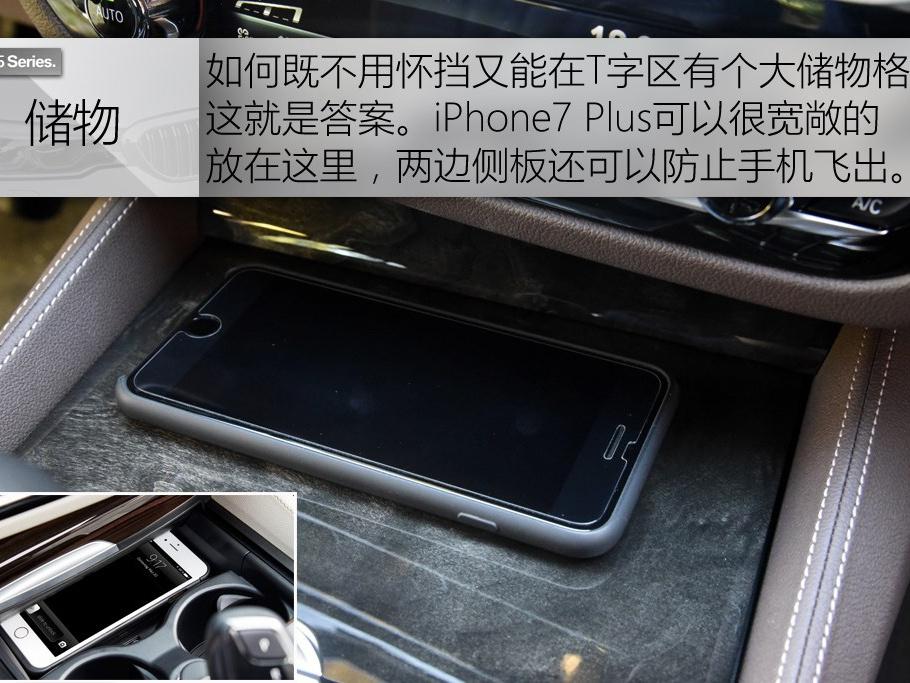 AUTO
5 Series.
储物
如何既不用怀挡又能在T字区有个大储物格
这就是答案。iPhone7 Plus可以很宽敞的
放在这里，两边侧板还可以防止手机飞出。
A/C
9:17